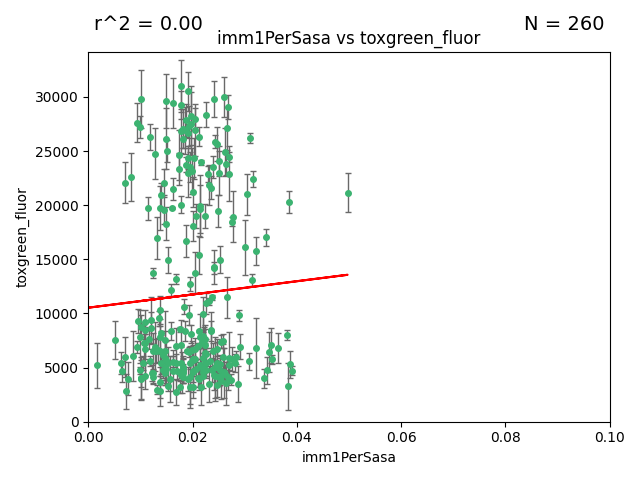 r^2 = 0.00
N = 260
imm1PerSasa vs toxgreen_fluor
30000
25000
20000
15000
10000
5000
0
toxgreen_fluor
0.00
0.02
0.04
0.06
0.08
0.10
imm1PerSasa